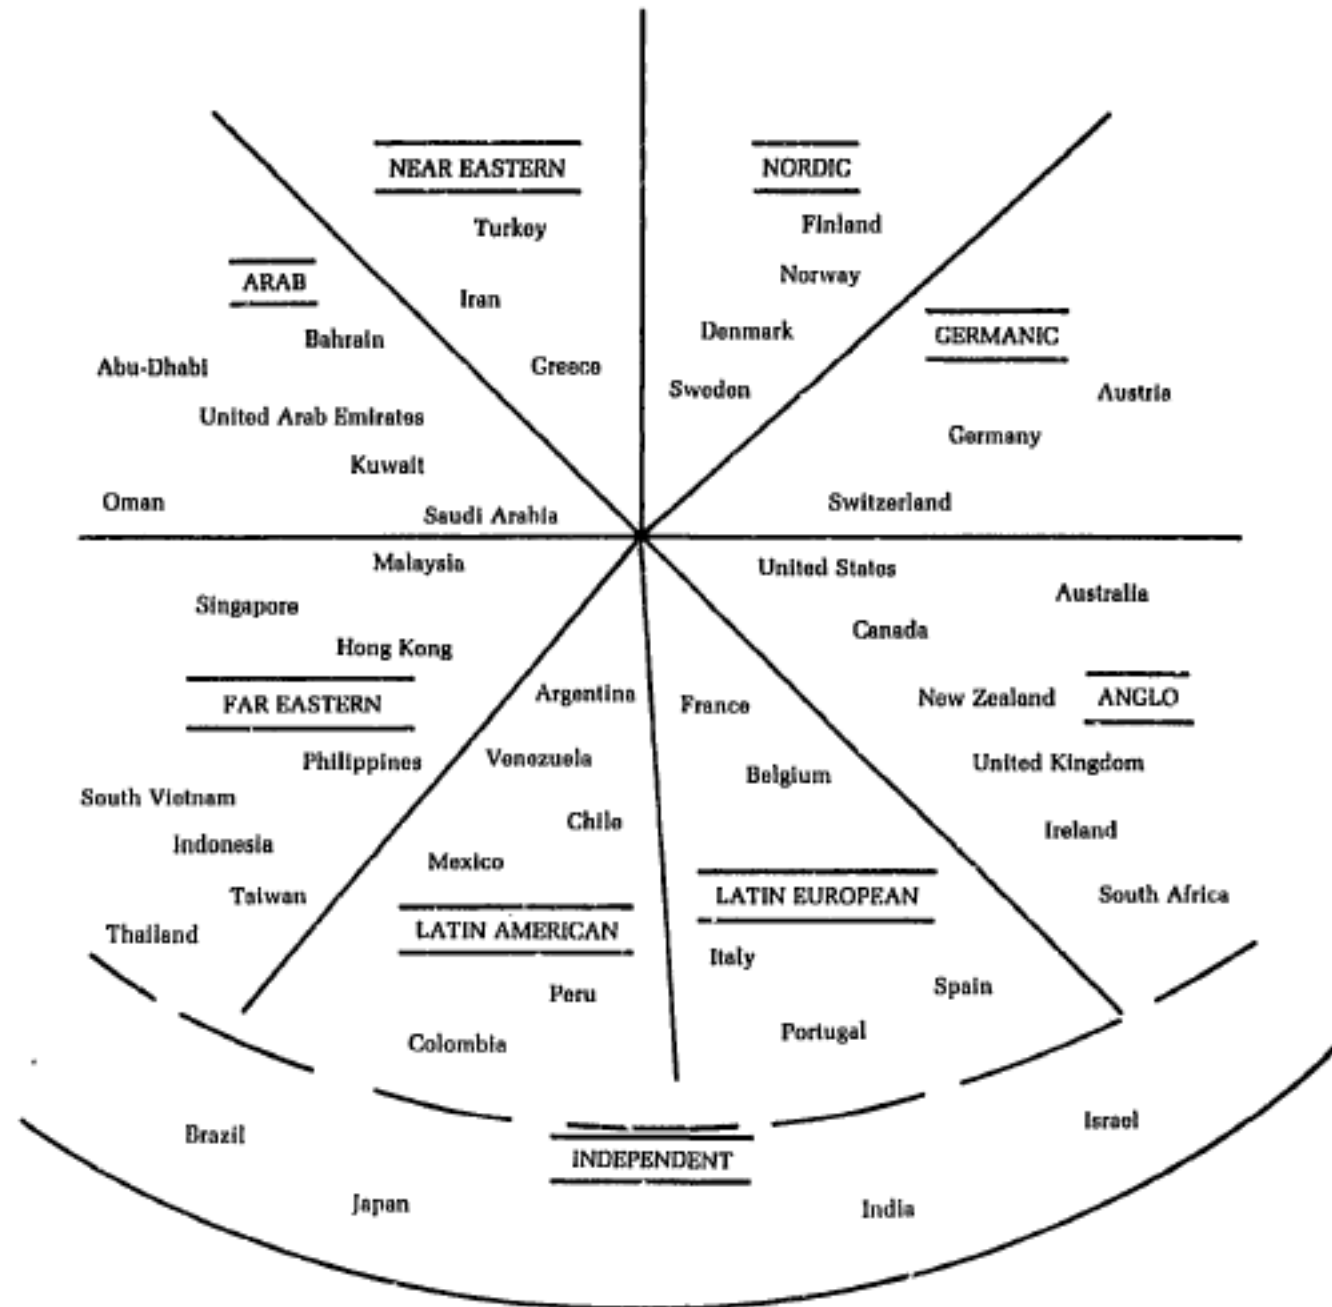 NEAR EASTERN
Turkey
Iran
Greece
NORDIC
Finland
Norway
Denmark
Sweden
ARAB
Bahrain
Abu-Dhabi
United Arab Emirates
Kuwait
Oman
Saudi Arabia
GERMANIC
Austria
Germany
Switzerland
Malaysia
Singapore
Hong Kong
FAR EASTERN
Philippines
South Vietnam
Indonesia
Taiwan
Thailand
Argentina
Venezuela
Chile
Mexico
LATIN AMERICAN
Peru
Colombia
France
Belgium
LATIN EUROPEAN
Italy
Spain
Portugal
United States
Australia
Canada
New Zealand
ANGLO
United Kingdom
Ireland
South Africa
Brazil
Japan
INDEPENDENT
India
Israel